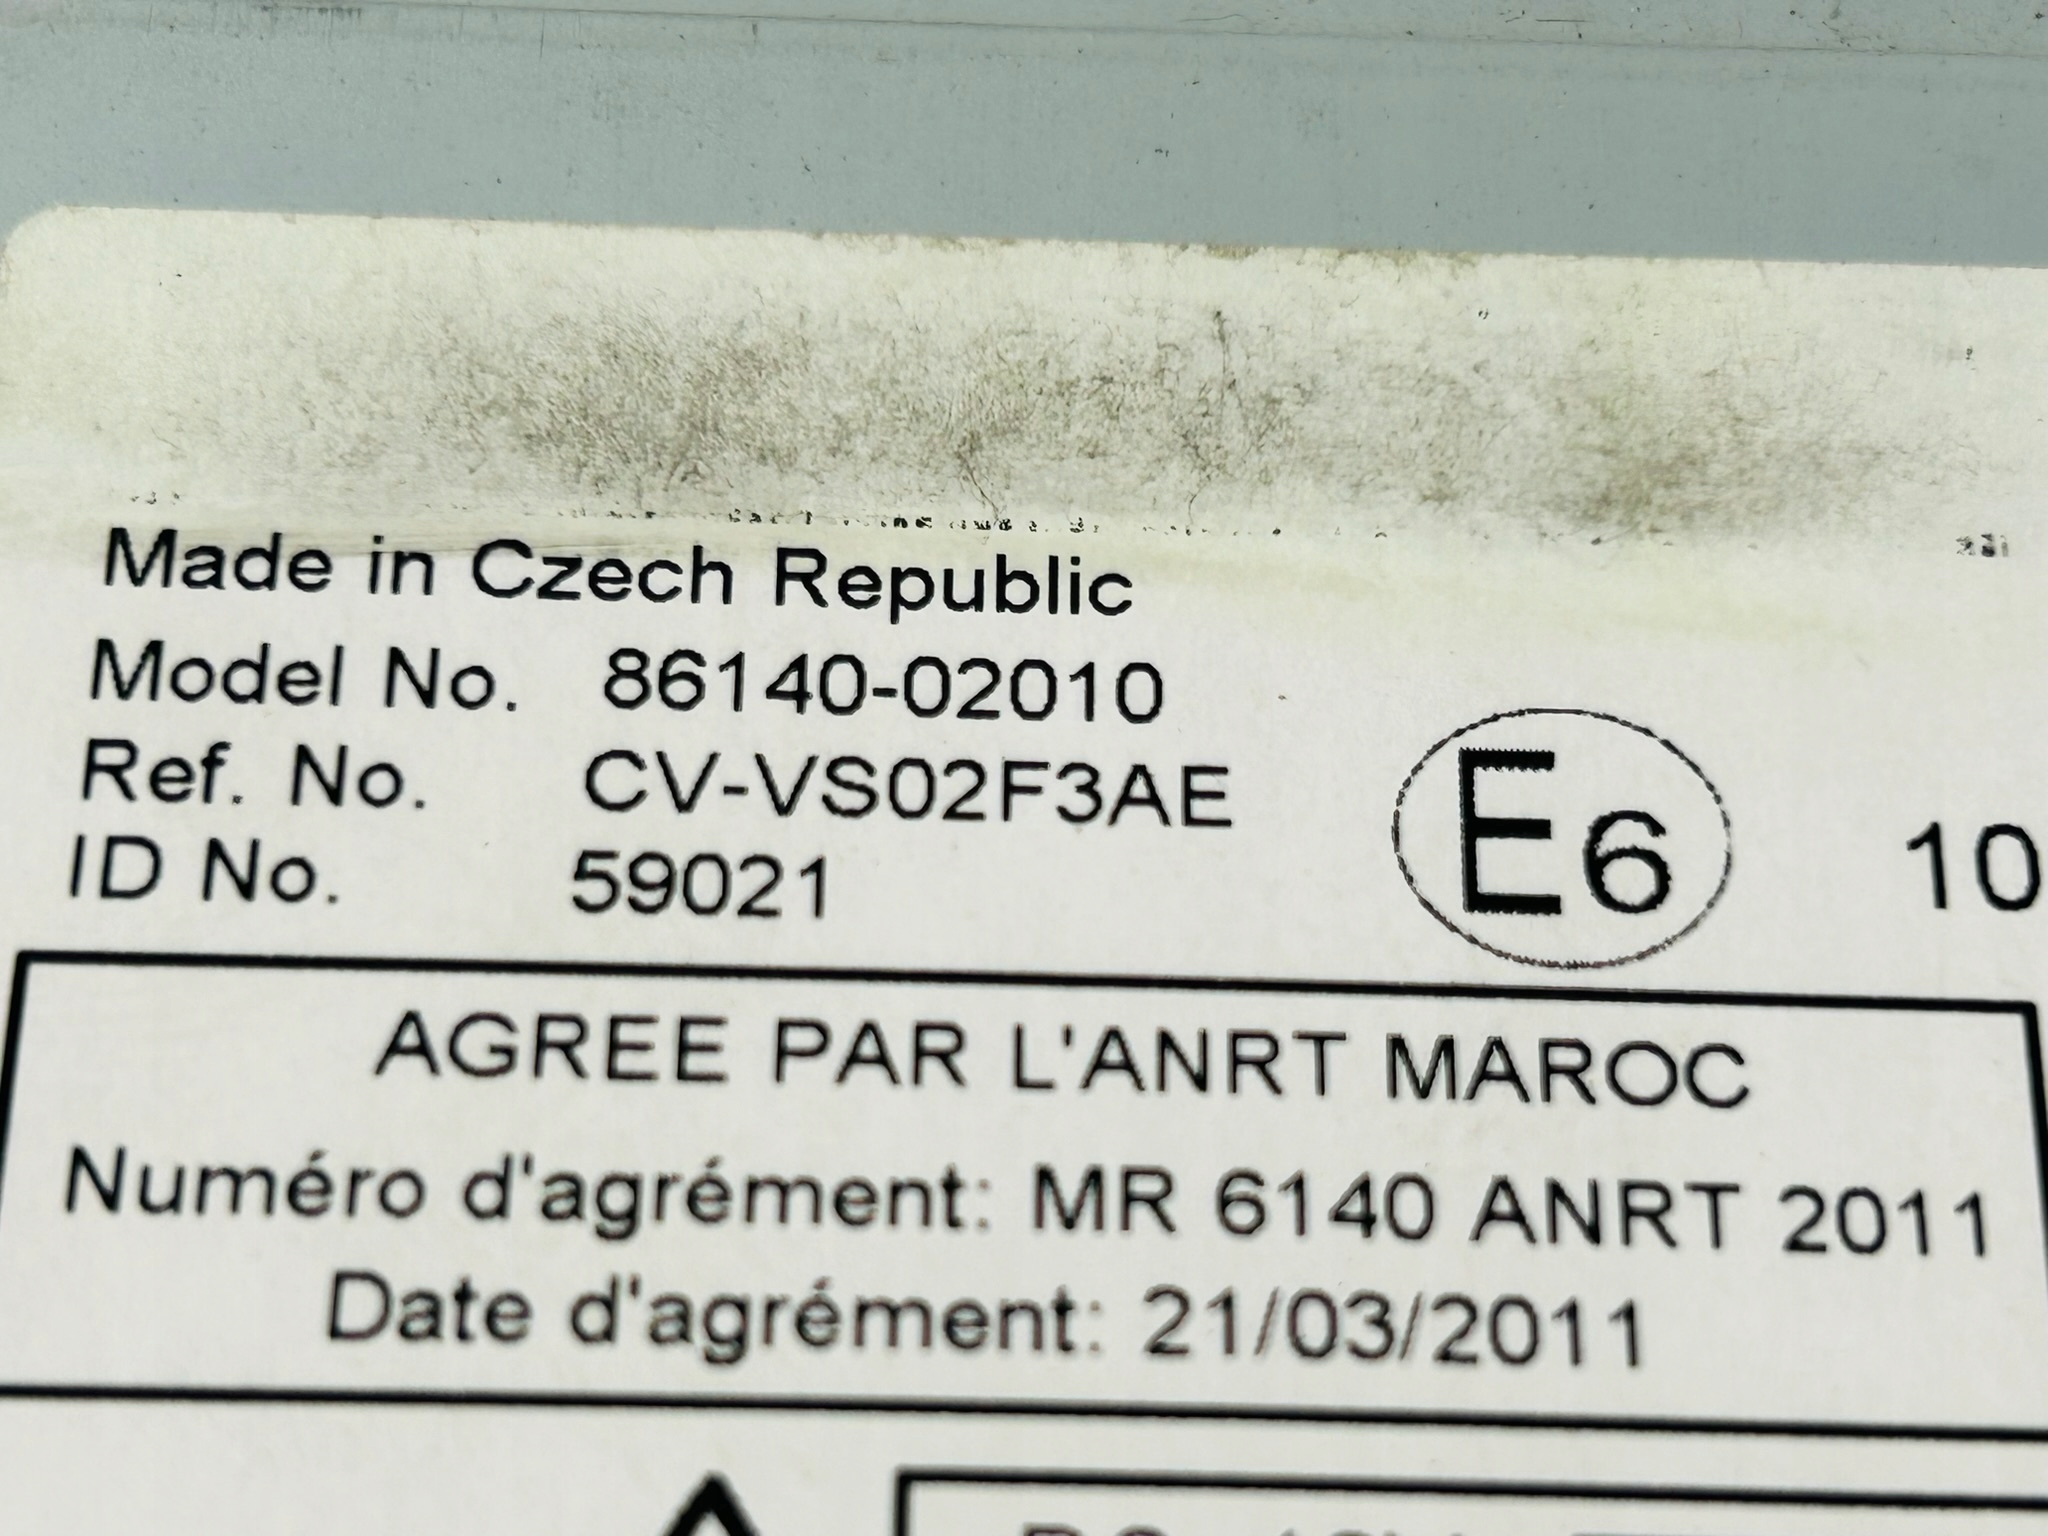 Made in Czech Republic
Model No. 86140-02010
Ref. No. CV-VS02F3AE
ID No. 59021
E6 10
AGREE PAR L'ANRT MAROC
Numéro d'agrément: MR 6140 ANRT 2011
Date d'agrément: 21/03/2011